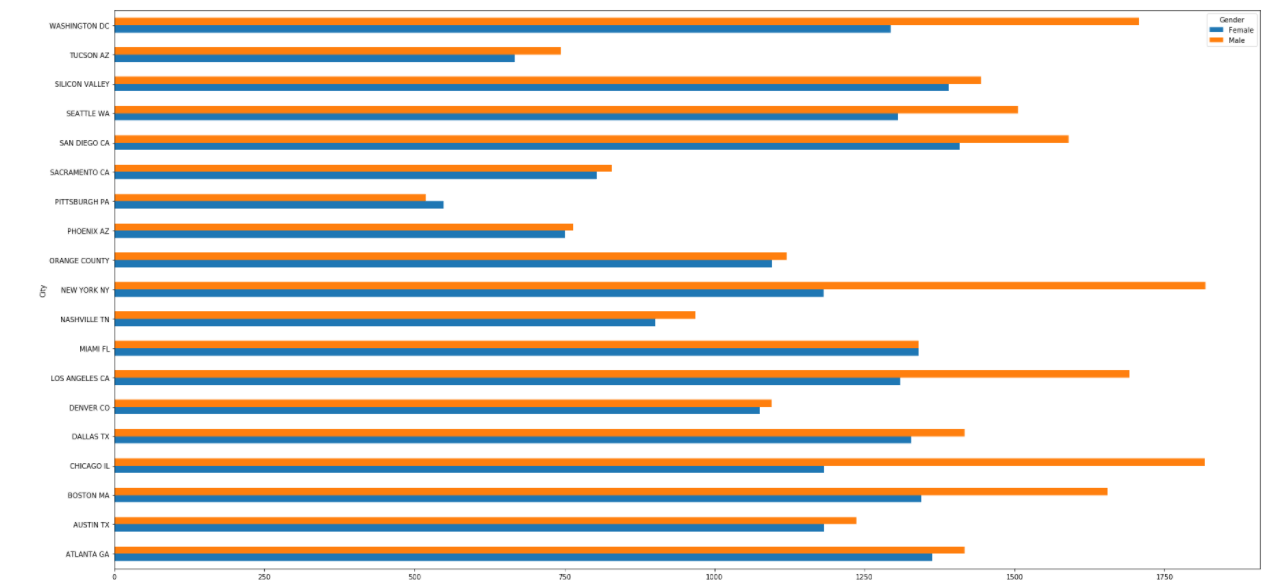 Gender
Female
Male
WASHINGTON DC
TUCSON AZ
SILICON VALLEY
SEATTLE WA
SAN DIEGO CA
SACRAMENTO CA
PITTSBURGH PA
PHOENIX AZ
ORANGE COUNTY
NEW YORK NY
NASHVILLE TN
MIAMI FL
LOS ANGELES CA
DENVER CO
DALLAS TX
CHICAGO IL
BOSTON MA
AUSTIN TX
ATLANTA GA
City
0 250 500 750 1000 1250 1500 1750